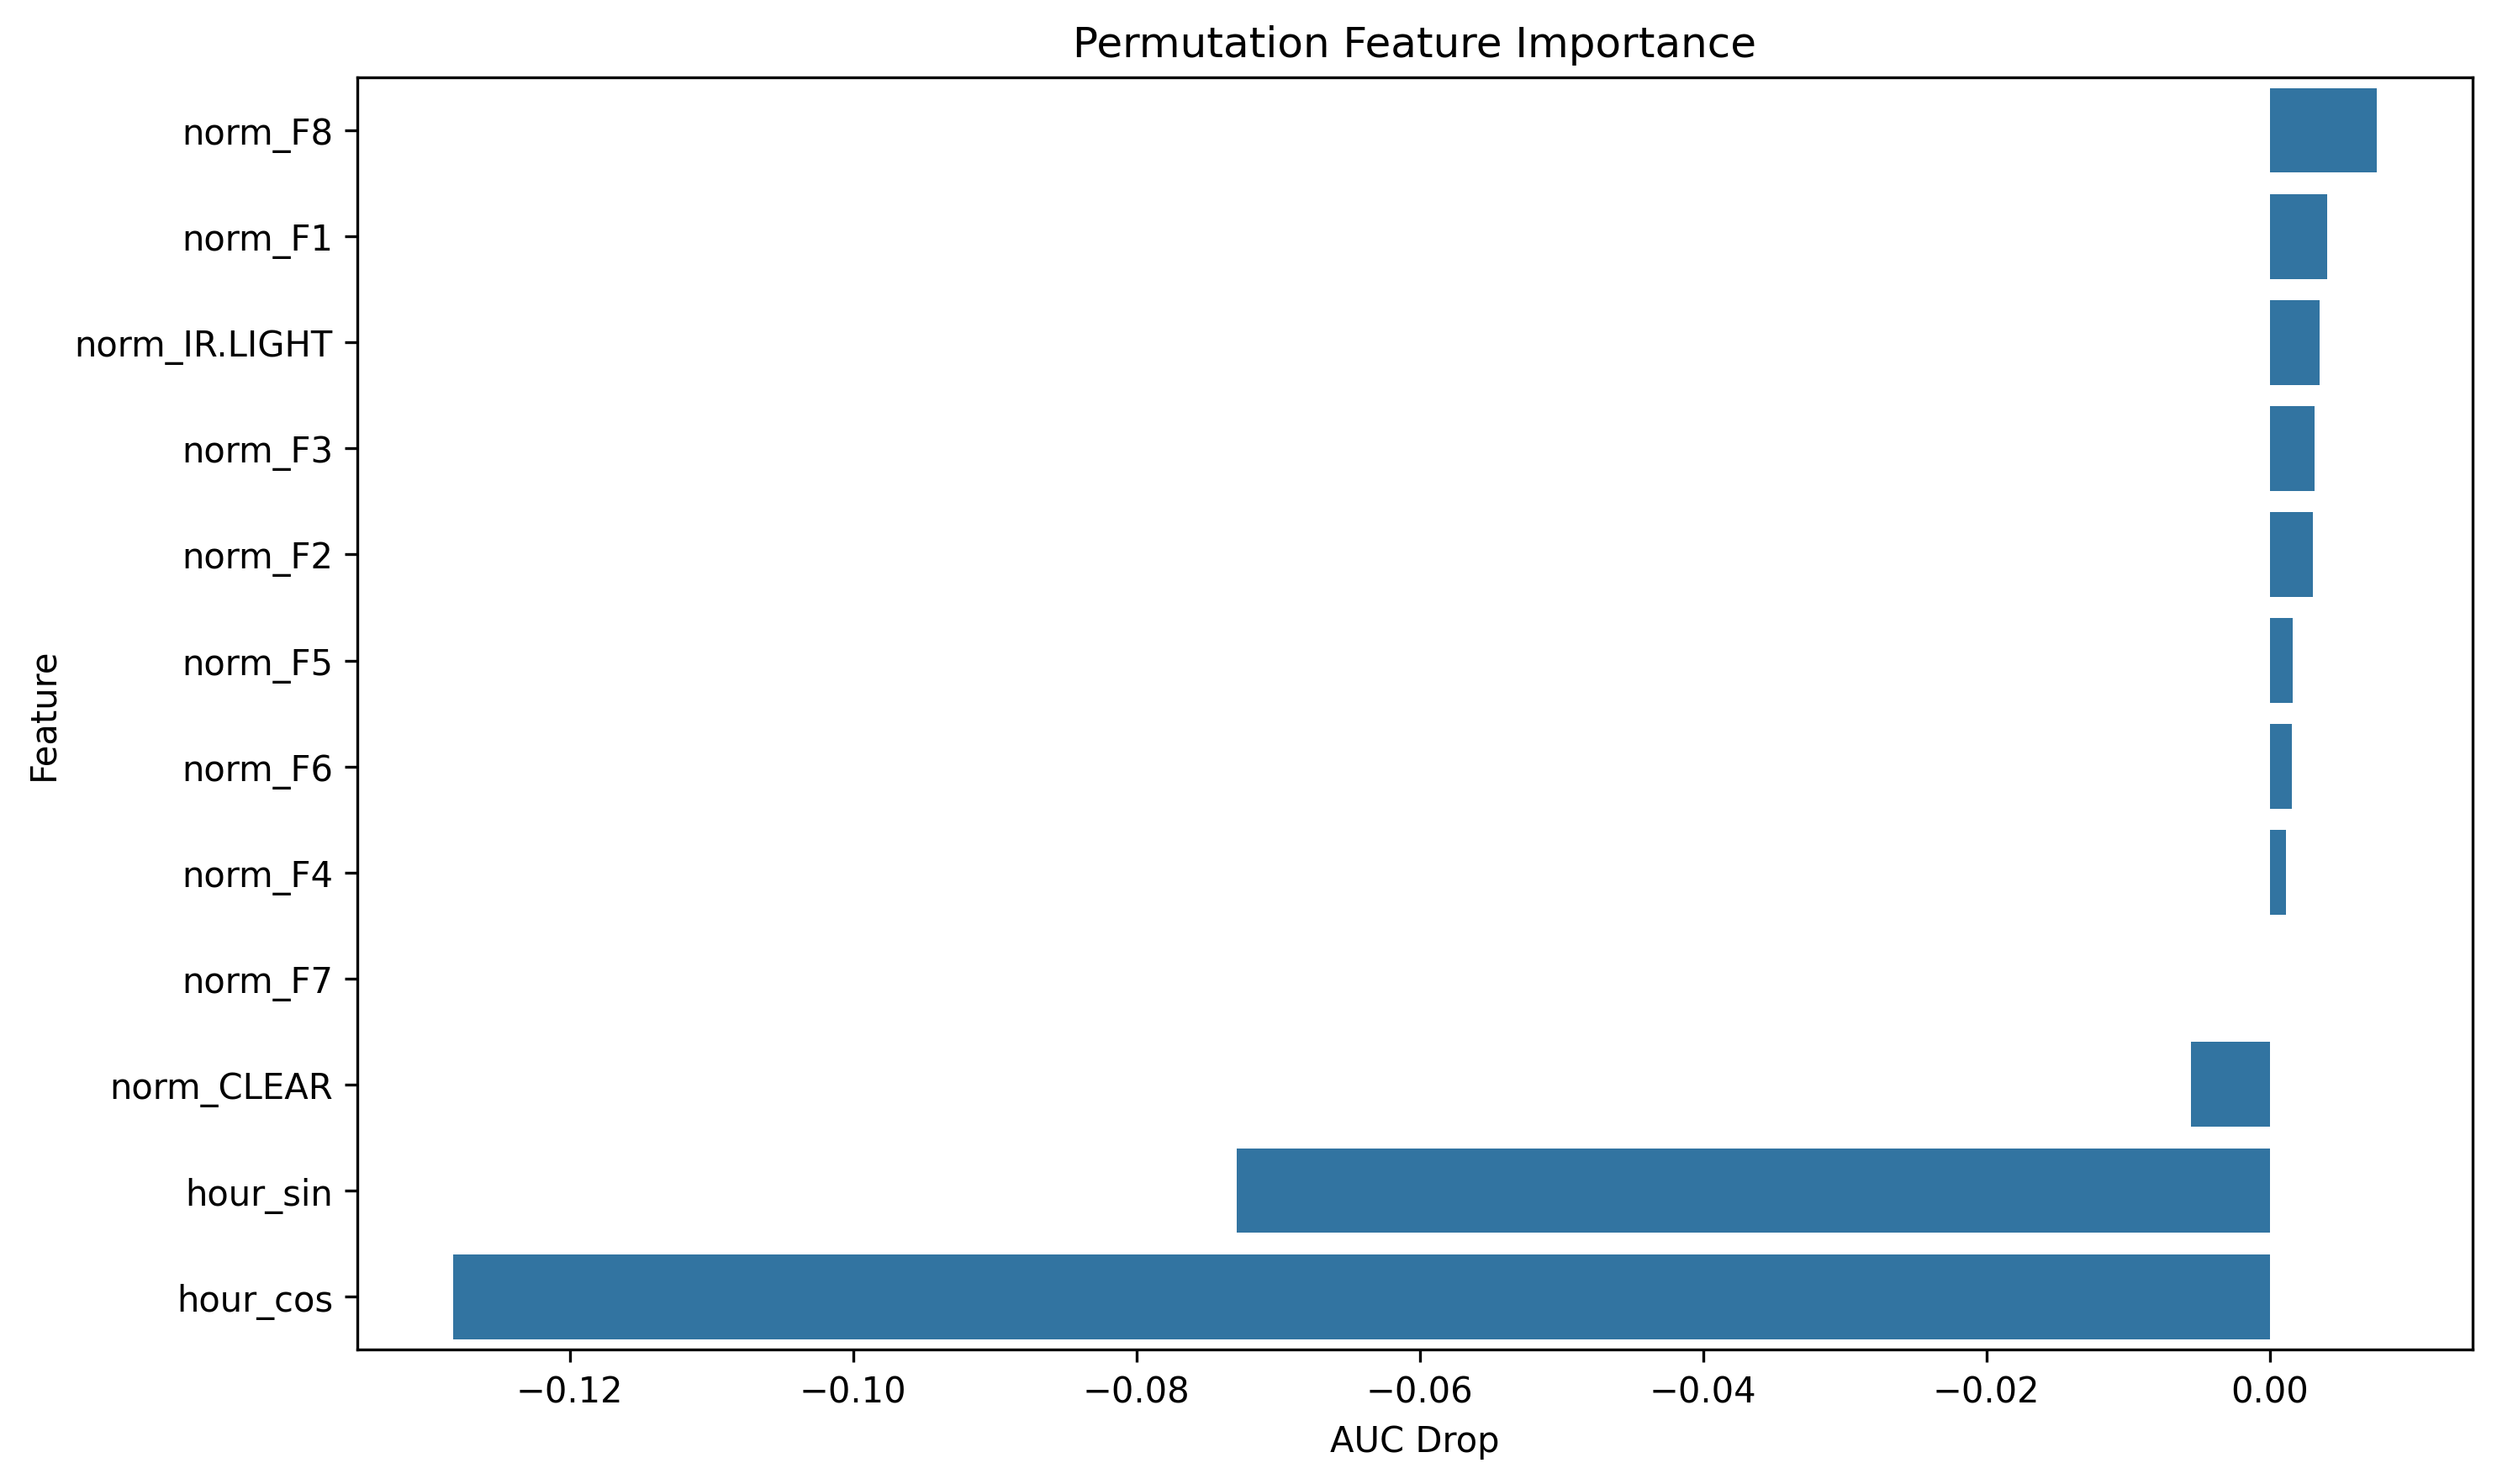 Permutation Feature Importance
norm_F8
norm_F1
norm_IR.LIGHT
norm_F3
norm_F2
norm_F5
norm_F6
norm_F4
norm_F7
norm_CLEAR
hour_sin
hour_cos
Feature
−0.12 −0.10 −0.08 −0.06 −0.04 −0.02 0.00
AUC Drop